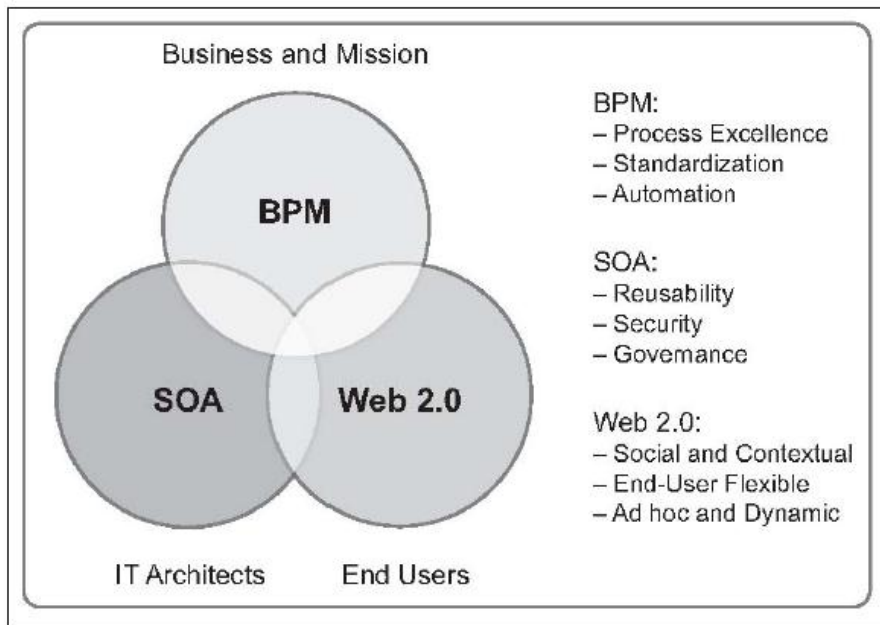 Business and Mission
BPM
SOA
Web 2.0
IT Architects
End Users
BPM:
– Process Excellence
– Standardization
– Automation
SOA:
– Reusability
– Security
– Governance
Web 2.0:
– Social and Contextual
– End-User Flexible
– Ad hoc and Dynamic